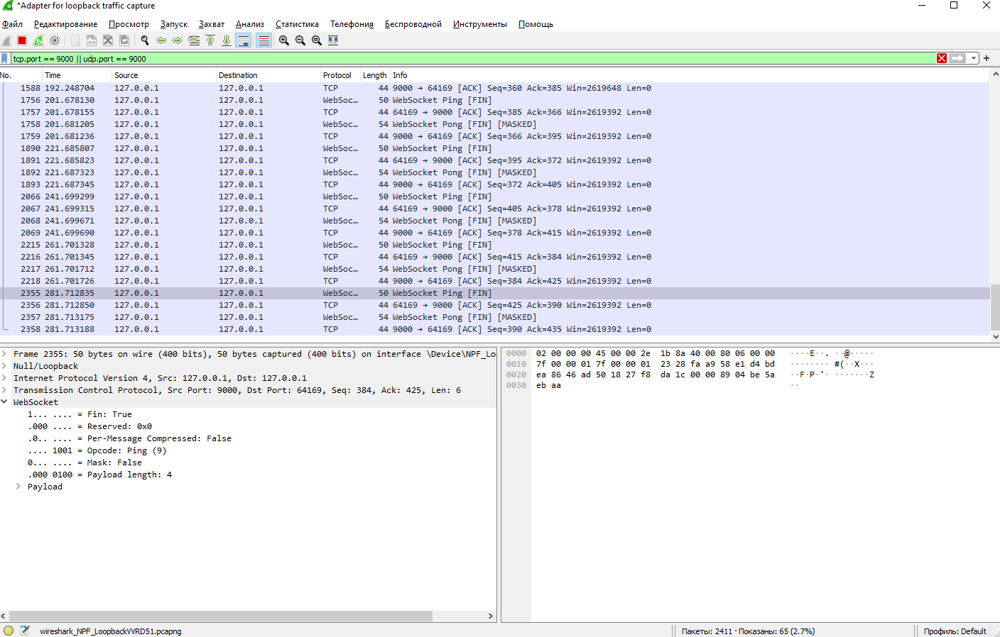 *Adapter for loopback traffic capture
Файл Редактирование Просмотр Запуск Захват Анализ Статистика Телефония Беспроводной Инструменты Помощь
tcp.port == 9000 || udp.port == 9000
No. Time Source Destination Protocol Length Info
1588 192.248704 127.0.0.1 127.0.0.1 TCP 44 9000 → 64169 [ACK] Seq=360 Ack=385 Win=2619648 Len=0
1756 201.678130 127.0.0.1 127.0.0.1 WebSoc… 50 WebSocket Ping [FIN]
1757 201.678155 127.0.0.1 127.0.0.1 TCP 44 64169 → 9000 [ACK] Seq=385 Ack=366 Win=2619392 Len=0
1758 201.681205 127.0.0.1 127.0.0.1 WebSoc… 54 WebSocket Pong [FIN] [MASKED]
1759 201.681236 127.0.0.1 127.0.0.1 TCP 44 9000 → 64169 [ACK] Seq=366 Ack=395 Win=2619392 Len=0
1890 221.685807 127.0.0.1 127.0.0.1 WebSoc… 50 WebSocket Ping [FIN]
1891 221.685823 127.0.0.1 127.0.0.1 TCP 44 64169 → 9000 [ACK] Seq=395 Ack=372 Win=2619392 Len=0
1892 221.687323 127.0.0.1 127.0.0.1 WebSoc… 54 WebSocket Pong [FIN] [MASKED]
1893 221.687345 127.0.0.1 127.0.0.1 TCP 44 9000 → 64169 [ACK] Seq=372 Ack=405 Win=2619392 Len=0
2066 241.699299 127.0.0.1 127.0.0.1 WebSoc… 50 WebSocket Ping [FIN]
2067 241.699315 127.0.0.1 127.0.0.1 TCP 44 64169 → 9000 [ACK] Seq=405 Ack=378 Win=2619392 Len=0
2068 241.699671 127.0.0.1 127.0.0.1 WebSoc… 54 WebSocket Pong [FIN] [MASKED]
2069 241.699690 127.0.0.1 127.0.0.1 TCP 44 9000 → 64169 [ACK] Seq=378 Ack=415 Win=2619392 Len=0
2215 261.701328 127.0.0.1 127.0.0.1 WebSoc… 50 WebSocket Ping [FIN]
2216 261.701345 127.0.0.1 127.0.0.1 TCP 44 64169 → 9000 [ACK] Seq=415 Ack=384 Win=2619392 Len=0
2217 261.701712 127.0.0.1 127.0.0.1 WebSoc… 54 WebSocket Pong [FIN] [MASKED]
2218 261.701726 127.0.0.1 127.0.0.1 TCP 44 9000 → 64169 [ACK] Seq=384 Ack=425 Win=2619392 Len=0
2355 281.712835 127.0.0.1 127.0.0.1 WebSoc… 50 WebSocket Ping [FIN]
2356 281.712850 127.0.0.1 127.0.0.1 TCP 44 64169 → 9000 [ACK] Seq=425 Ack=390 Win=2619392 Len=0
2357 281.713175 127.0.0.1 127.0.0.1 WebSoc… 54 WebSocket Pong [FIN] [MASKED]
2358 281.713188 127.0.0.1 127.0.0.1 TCP 44 9000 → 64169 [ACK] Seq=390 Ack=435 Win=2619392 Len=0
Frame 2355: 50 bytes on wire (400 bits), 50 bytes captured (400 bits) on interface \Device\NPF_Lo
Null/Loopback
Internet Protocol Version 4, Src: 127.0.0.1, Dst: 127.0.0.1
Transmission Control Protocol, Src Port: 9000, Dst Port: 64169, Seq: 384, Ack: 425, Len: 6
WebSocket
1... .... = Fin: True
.000 .... = Reserved: 0x0
.0.. .... = Per-Message Compressed: False
.... 1001 = Opcode: Ping (9)
0... .... = Mask: False
.000 0100 = Payload length: 4
Payload
0000 02 00 00 00 45 00 00 2e 1b 8a 40 00 80 06 00 00 ····E··. ··@·····
0010 7f 00 00 01 7f 00 00 01 23 28 fa a9 58 e1 d4 bd ········ #(··X···
0020 ea 86 46 ad 50 18 27 f8 da 1c 00 00 89 04 be 5a ··F·P·'· ·······Z
0030 eb aa ··
wireshark_NPF_LoopbackVVRD51.pcapng
Пакеты: 2411 · Показаны: 65 (2.7%)
Профиль: Default